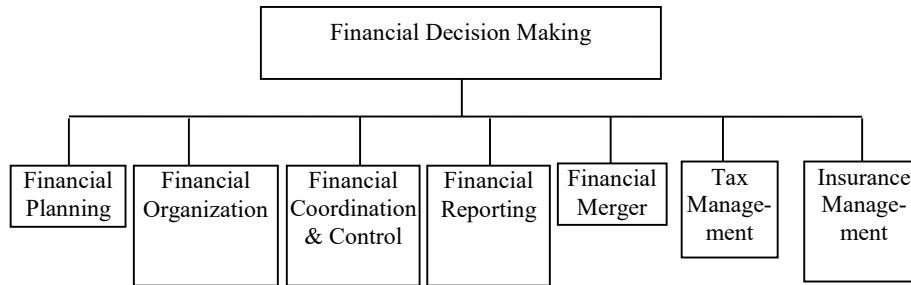 Financial Decision Making
Financial
Planning
Financial
Organization
Financial
Coordination
& Control
Financial
Reporting
Financial
Merger
Tax
Manage-
ment
Insurance
Manage-
ment